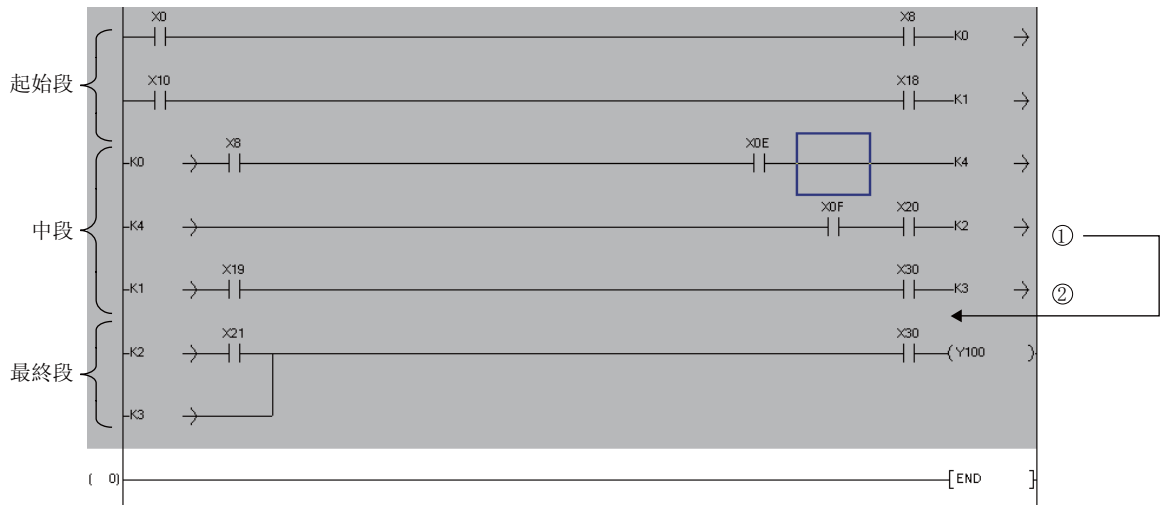 X0 X8
K0
起始段
X10 X18
K1
X8 X0E
K0 K4
中段
X0F X20
K4 K2 ①
X19 X30
K1 K3 ②
X21 X30
K2 Y100
最終段
K3
( 0) END